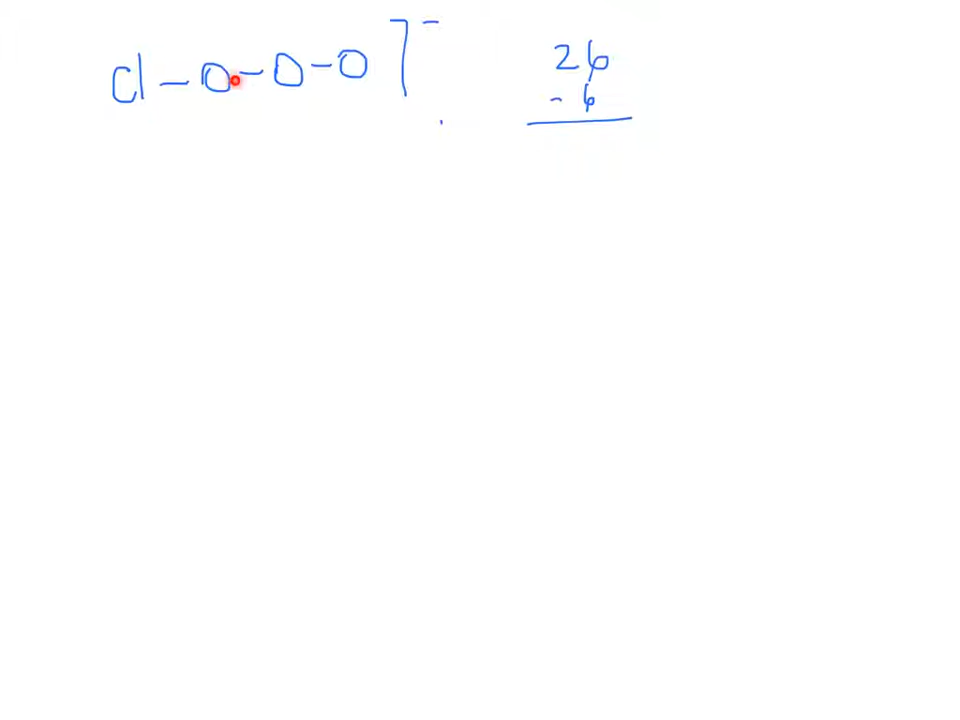 Cl – O – O – O ]⁻
26
- 6